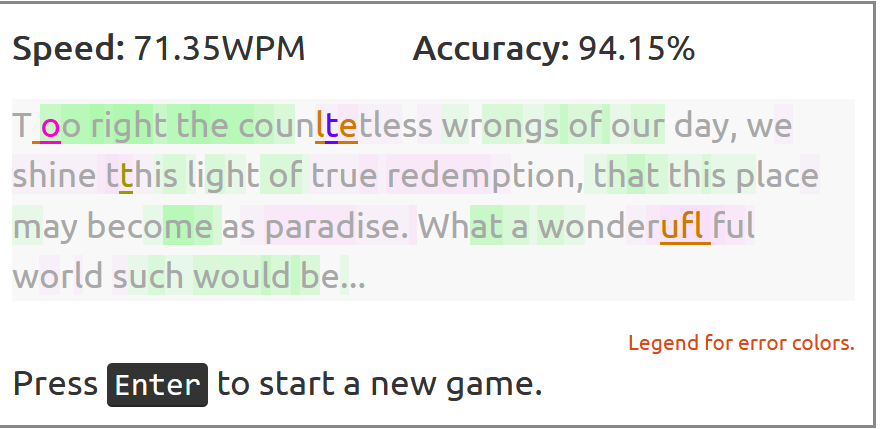 Speed: 71.35WPM Accuracy: 94.15%
T oo right the counltetless wrongs of our day, we
shine tthis light of true redemption, that this place
may become as paradise. What a wonderufl ful
world such would be...
Legend for error colors.
Press Enter to start a new game.